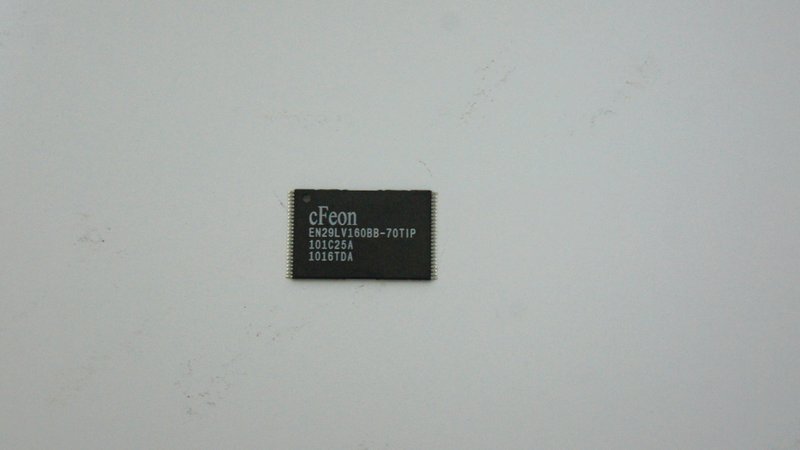 cFeon
EN29LV160BB-70TIP
101C25A
1016TDA